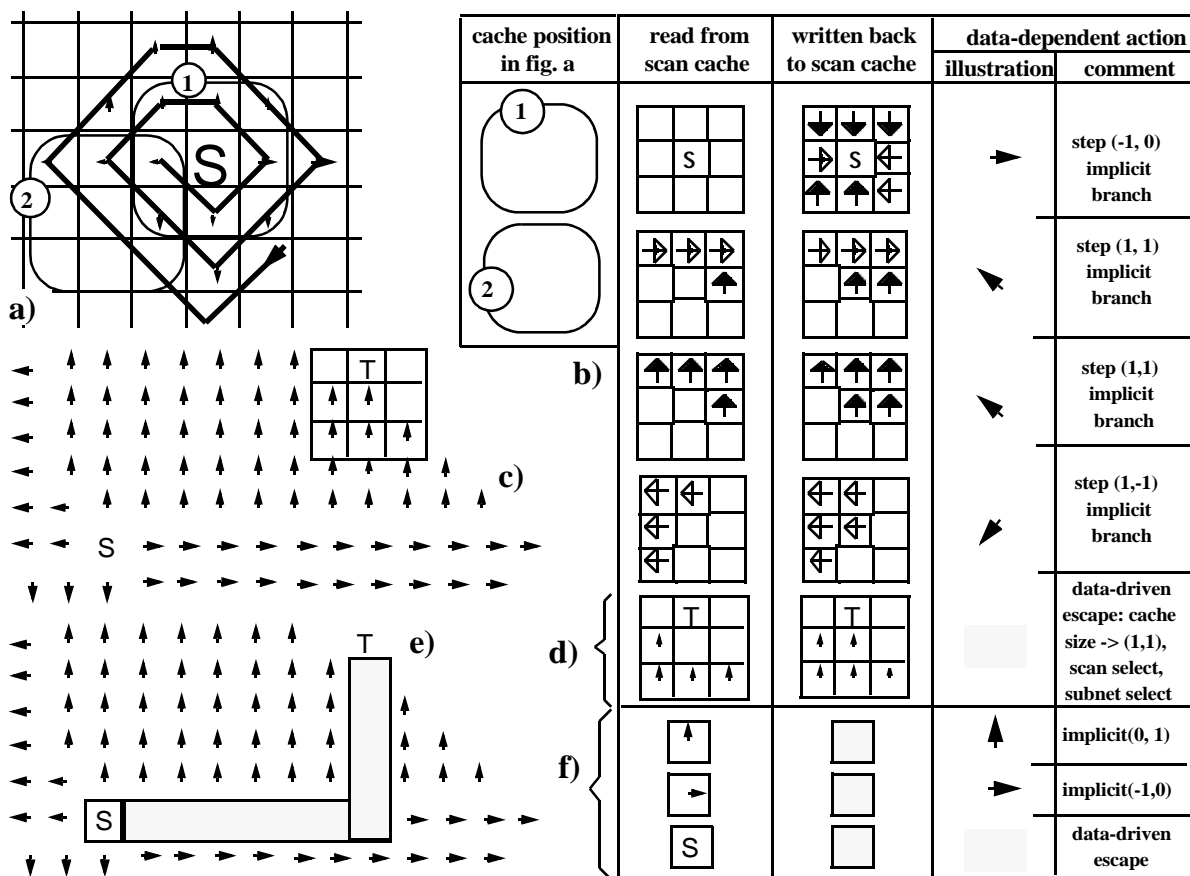 cache position
in fig. a
read from
scan cache
written back
to scan cache
data-dependent action
illustration
comment
1
S
2
a)
1
S
S
step (-1, 0)
implicit
branch
2
step (1, 1)
implicit
branch
b)
step (1,1)
implicit
branch
T
c)
S
step (1,-1)
implicit
branch
d)
T
T
data-driven
escape: cache
size -> (1,1),
scan select,
subnet select
T
e)
S
f)
implicit(0, 1)
implicit(-1,0)
S
data-driven
escape